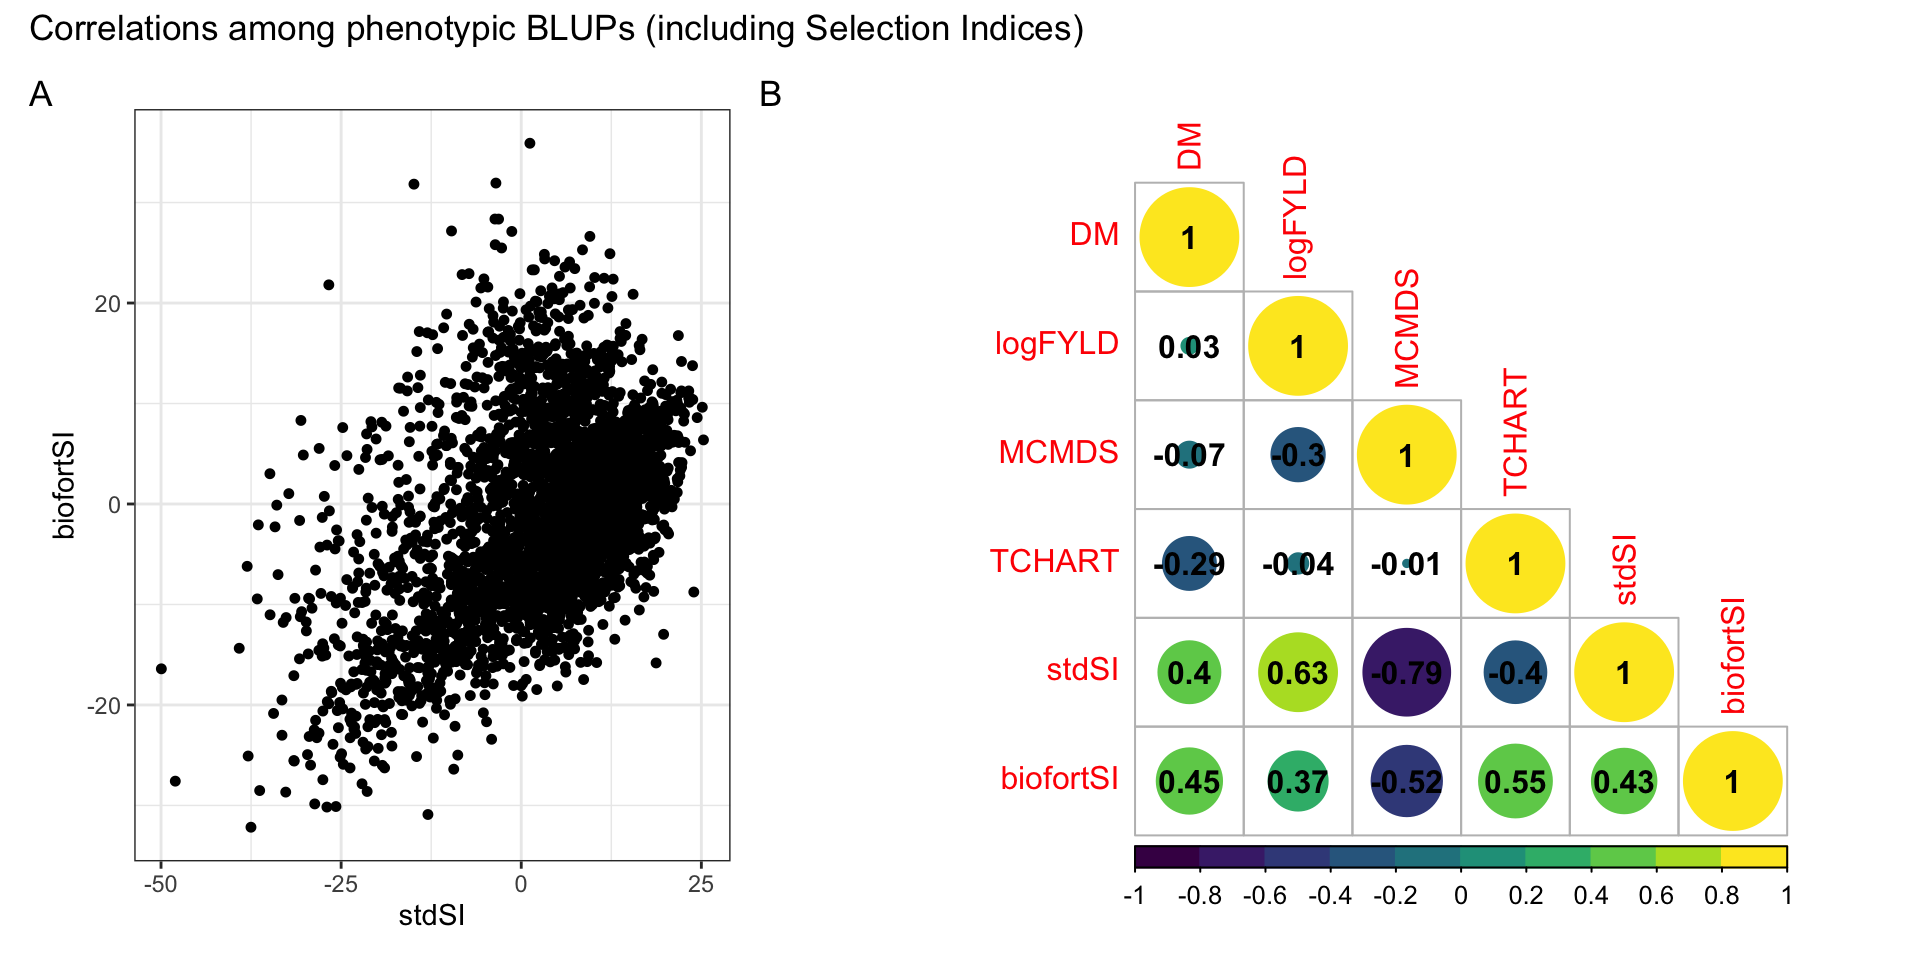 Correlations among phenotypic BLUPs (including Selection Indices)
A
biofortSI
20
0
-20
-50 -25 0 25
stdSI
B
DM logFYLD MCMDS TCHART stdSI biofortSI
DM 1
logFYLD 0.03 1
MCMDS -0.07 -0.3 1
TCHART -0.29 -0.04 -0.01 1
stdSI 0.4 0.63 -0.79 -0.4 1
biofortSI 0.45 0.37 -0.52 0.55 0.43 1
-1 -0.8 -0.6 -0.4 -0.2 0 0.2 0.4 0.6 0.8 1